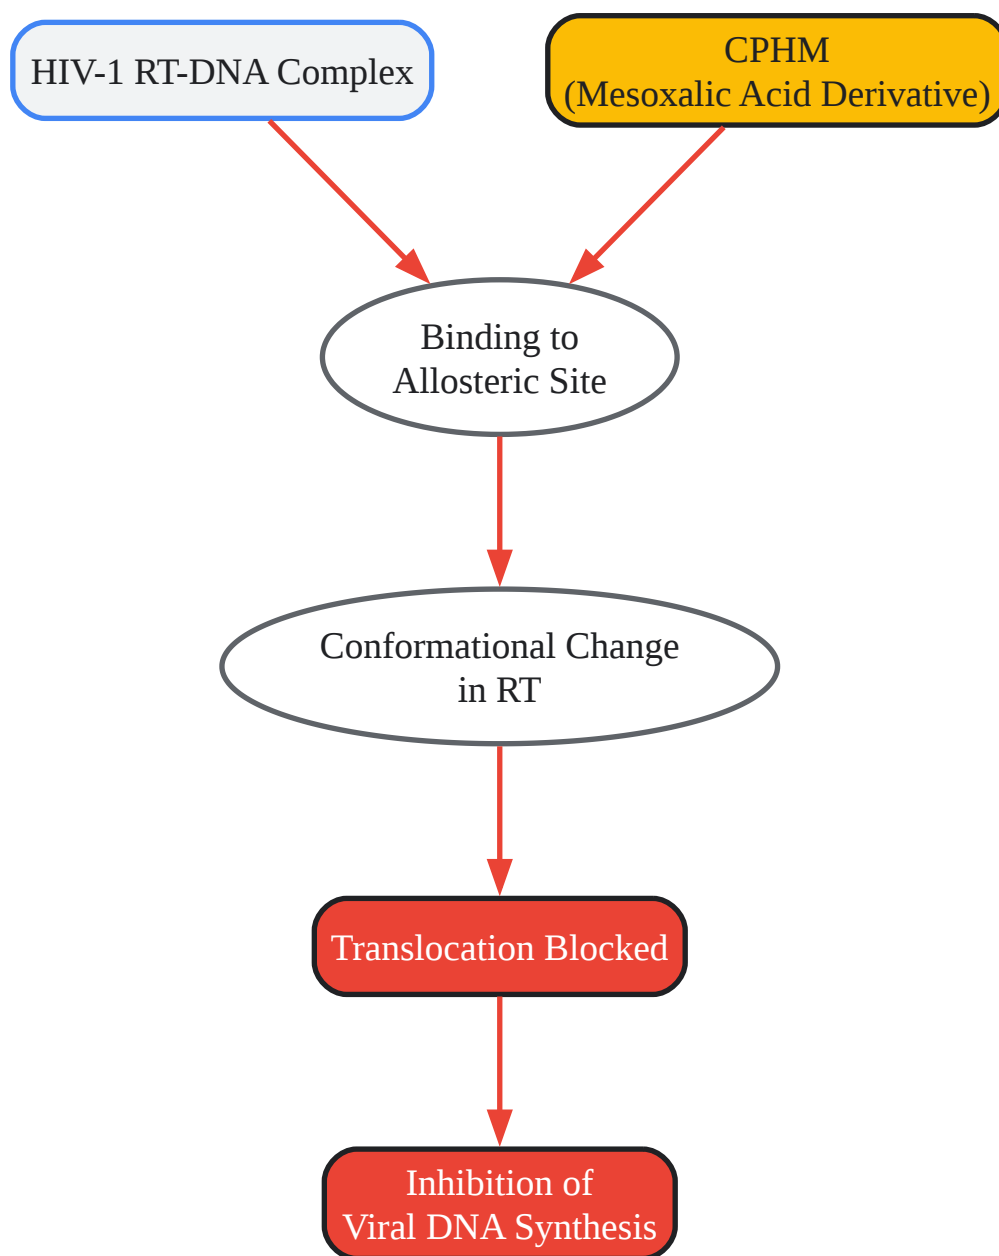 HIV-1 RT-DNA Complex
CPHM
(Mesoxalic Acid Derivative)
Binding to
Allosteric Site
Conformational Change
in RT
Translocation Blocked
Inhibition of
Viral DNA Synthesis